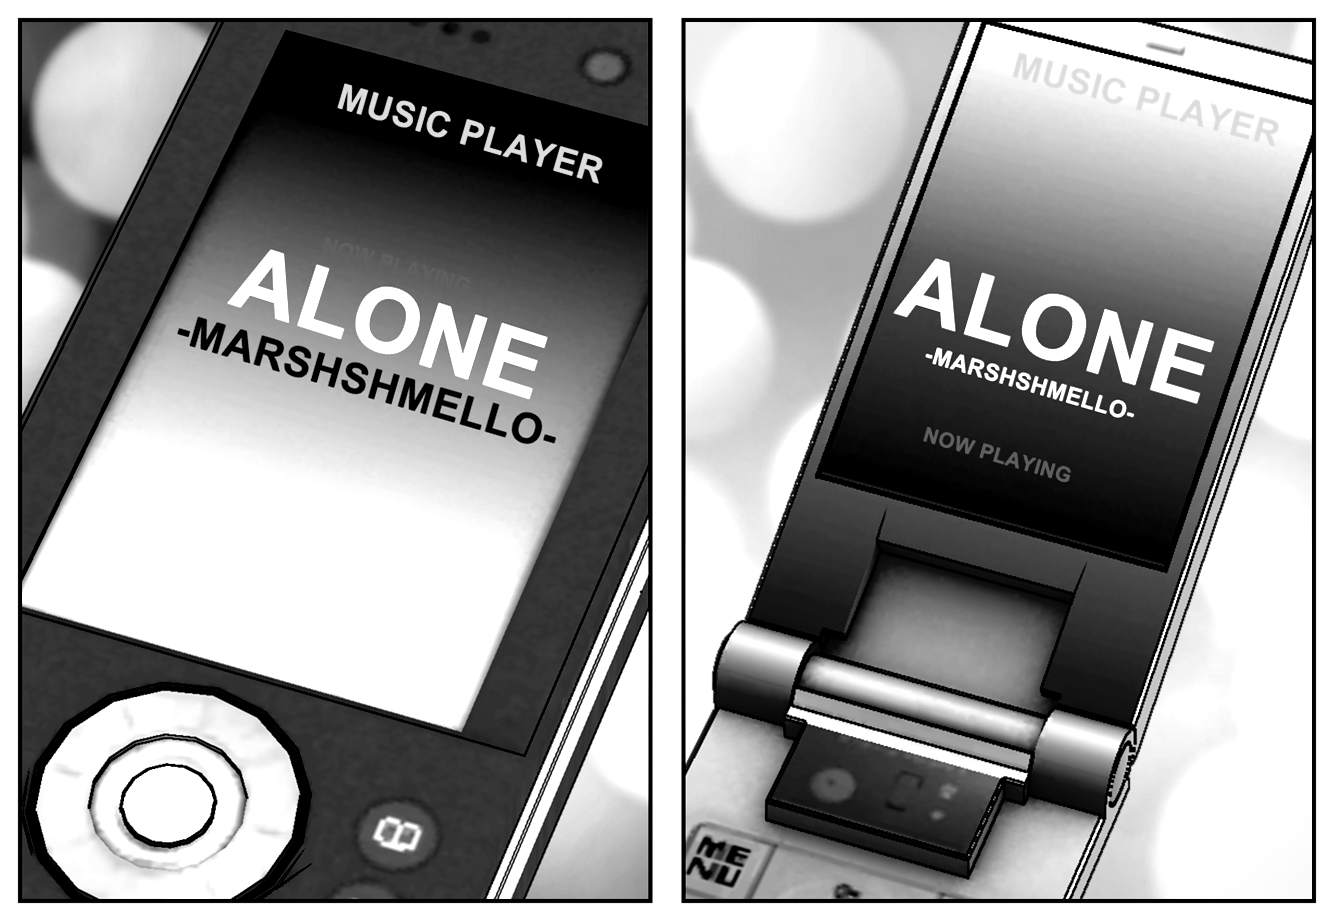 MUSIC PLAYER
NOW PLAYING
ALONE
-MARSHSHMELLO-
MUSIC PLAYER
ALONE
-MARSHSHMELLO-
NOW PLAYING
ME
NU